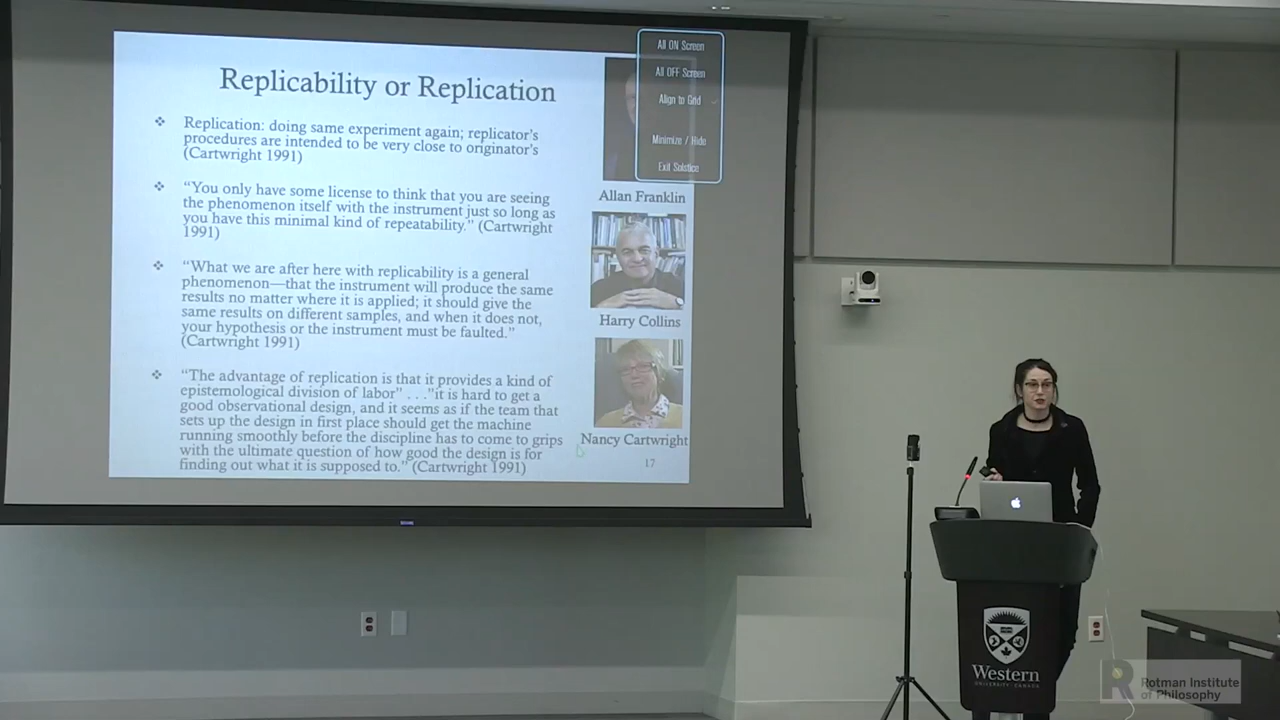 Replicability or Replication
❖ Replication: doing same experiment again; replicator's
procedures are intended to be very close to originator's
(Cartwright 1991)
❖ "You only have some license to think that you are seeing
the phenomenon itself with the instrument just so long as
you have this minimal kind of repeatability." (Cartwright
1991)
❖ "What we are after here with replicability is a general
phenomenon—that the instrument will produce the same
results no matter where it is applied; it should give the
same results on different samples, and when it does not,
your hypothesis or the instrument must be faulted."
(Cartwright 1991)
❖ "The advantage of replication is that it provides a kind of
epistemological division of labor" . . ."it is hard to get a
good observational design, and it seems as if the team that
sets up the design in first place should get the machine
running smoothly before the discipline has to come to grips
with the ultimate question of how good the design is for
finding out what it is supposed to." (Cartwright 1991)
All ON Screen
All OFF Screen
Align to Grid
Minimize / Hide
Exit Solstice
Allan Franklin
Harry Collins
Nancy Cartwright
17
Western
UNIVERSITY · CANADA
R
Rotman Institute
of Philosophy